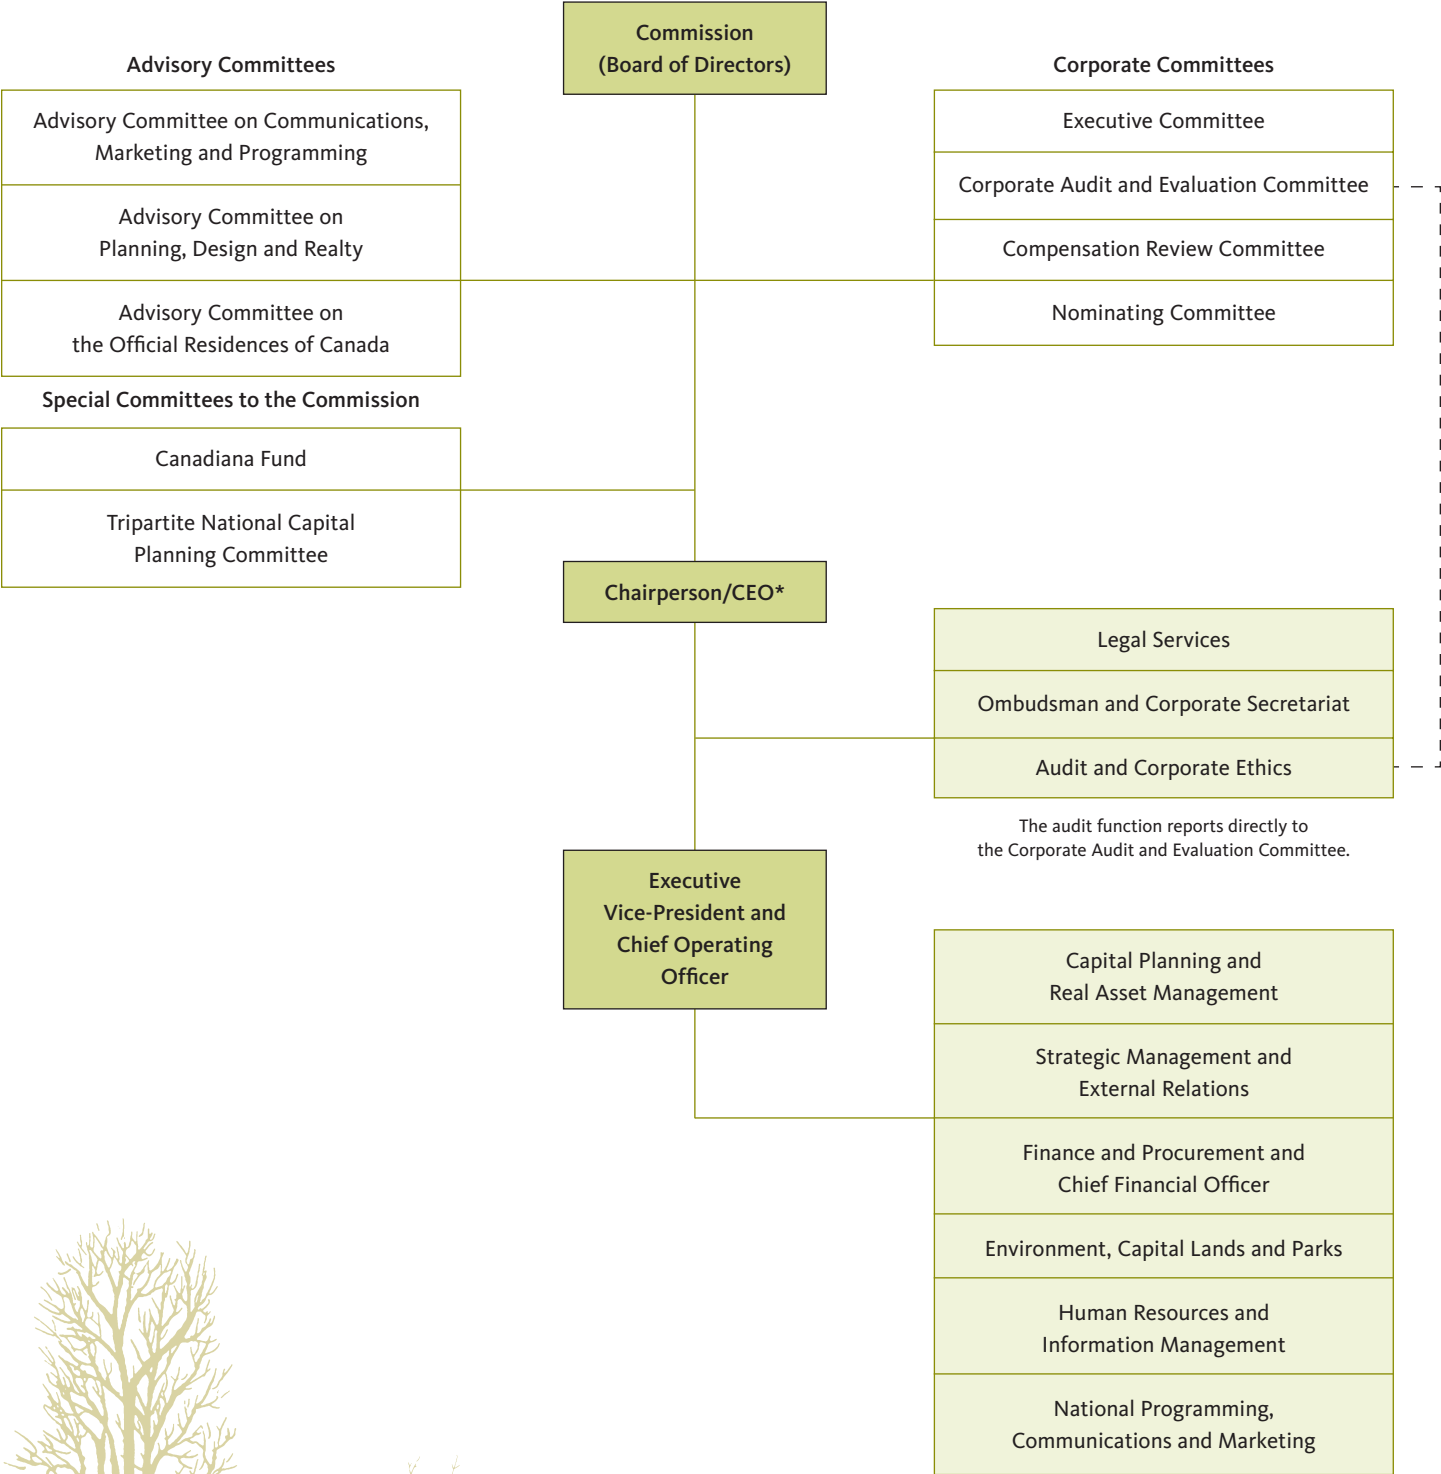 Commission
(Board of Directors)
Advisory Committees
Advisory Committee on Communications,
Marketing and Programming
Advisory Committee on
Planning, Design and Realty
Advisory Committee on
the Official Residences of Canada
Special Committees to the Commission
Canadiana Fund
Tripartite National Capital
Planning Committee
Corporate Committees
Executive Committee
Corporate Audit and Evaluation Committee
Compensation Review Committee
Nominating Committee
Chairperson/CEO*
Legal Services
Ombudsman and Corporate Secretariat
Audit and Corporate Ethics
The audit function reports directly to
the Corporate Audit and Evaluation Committee.
Executive
Vice-President and
Chief Operating
Officer
Capital Planning and
Real Asset Management
Strategic Management and
External Relations
Finance and Procurement and
Chief Financial Officer
Environment, Capital Lands and Parks
Human Resources and
Information Management
National Programming,
Communications and Marketing